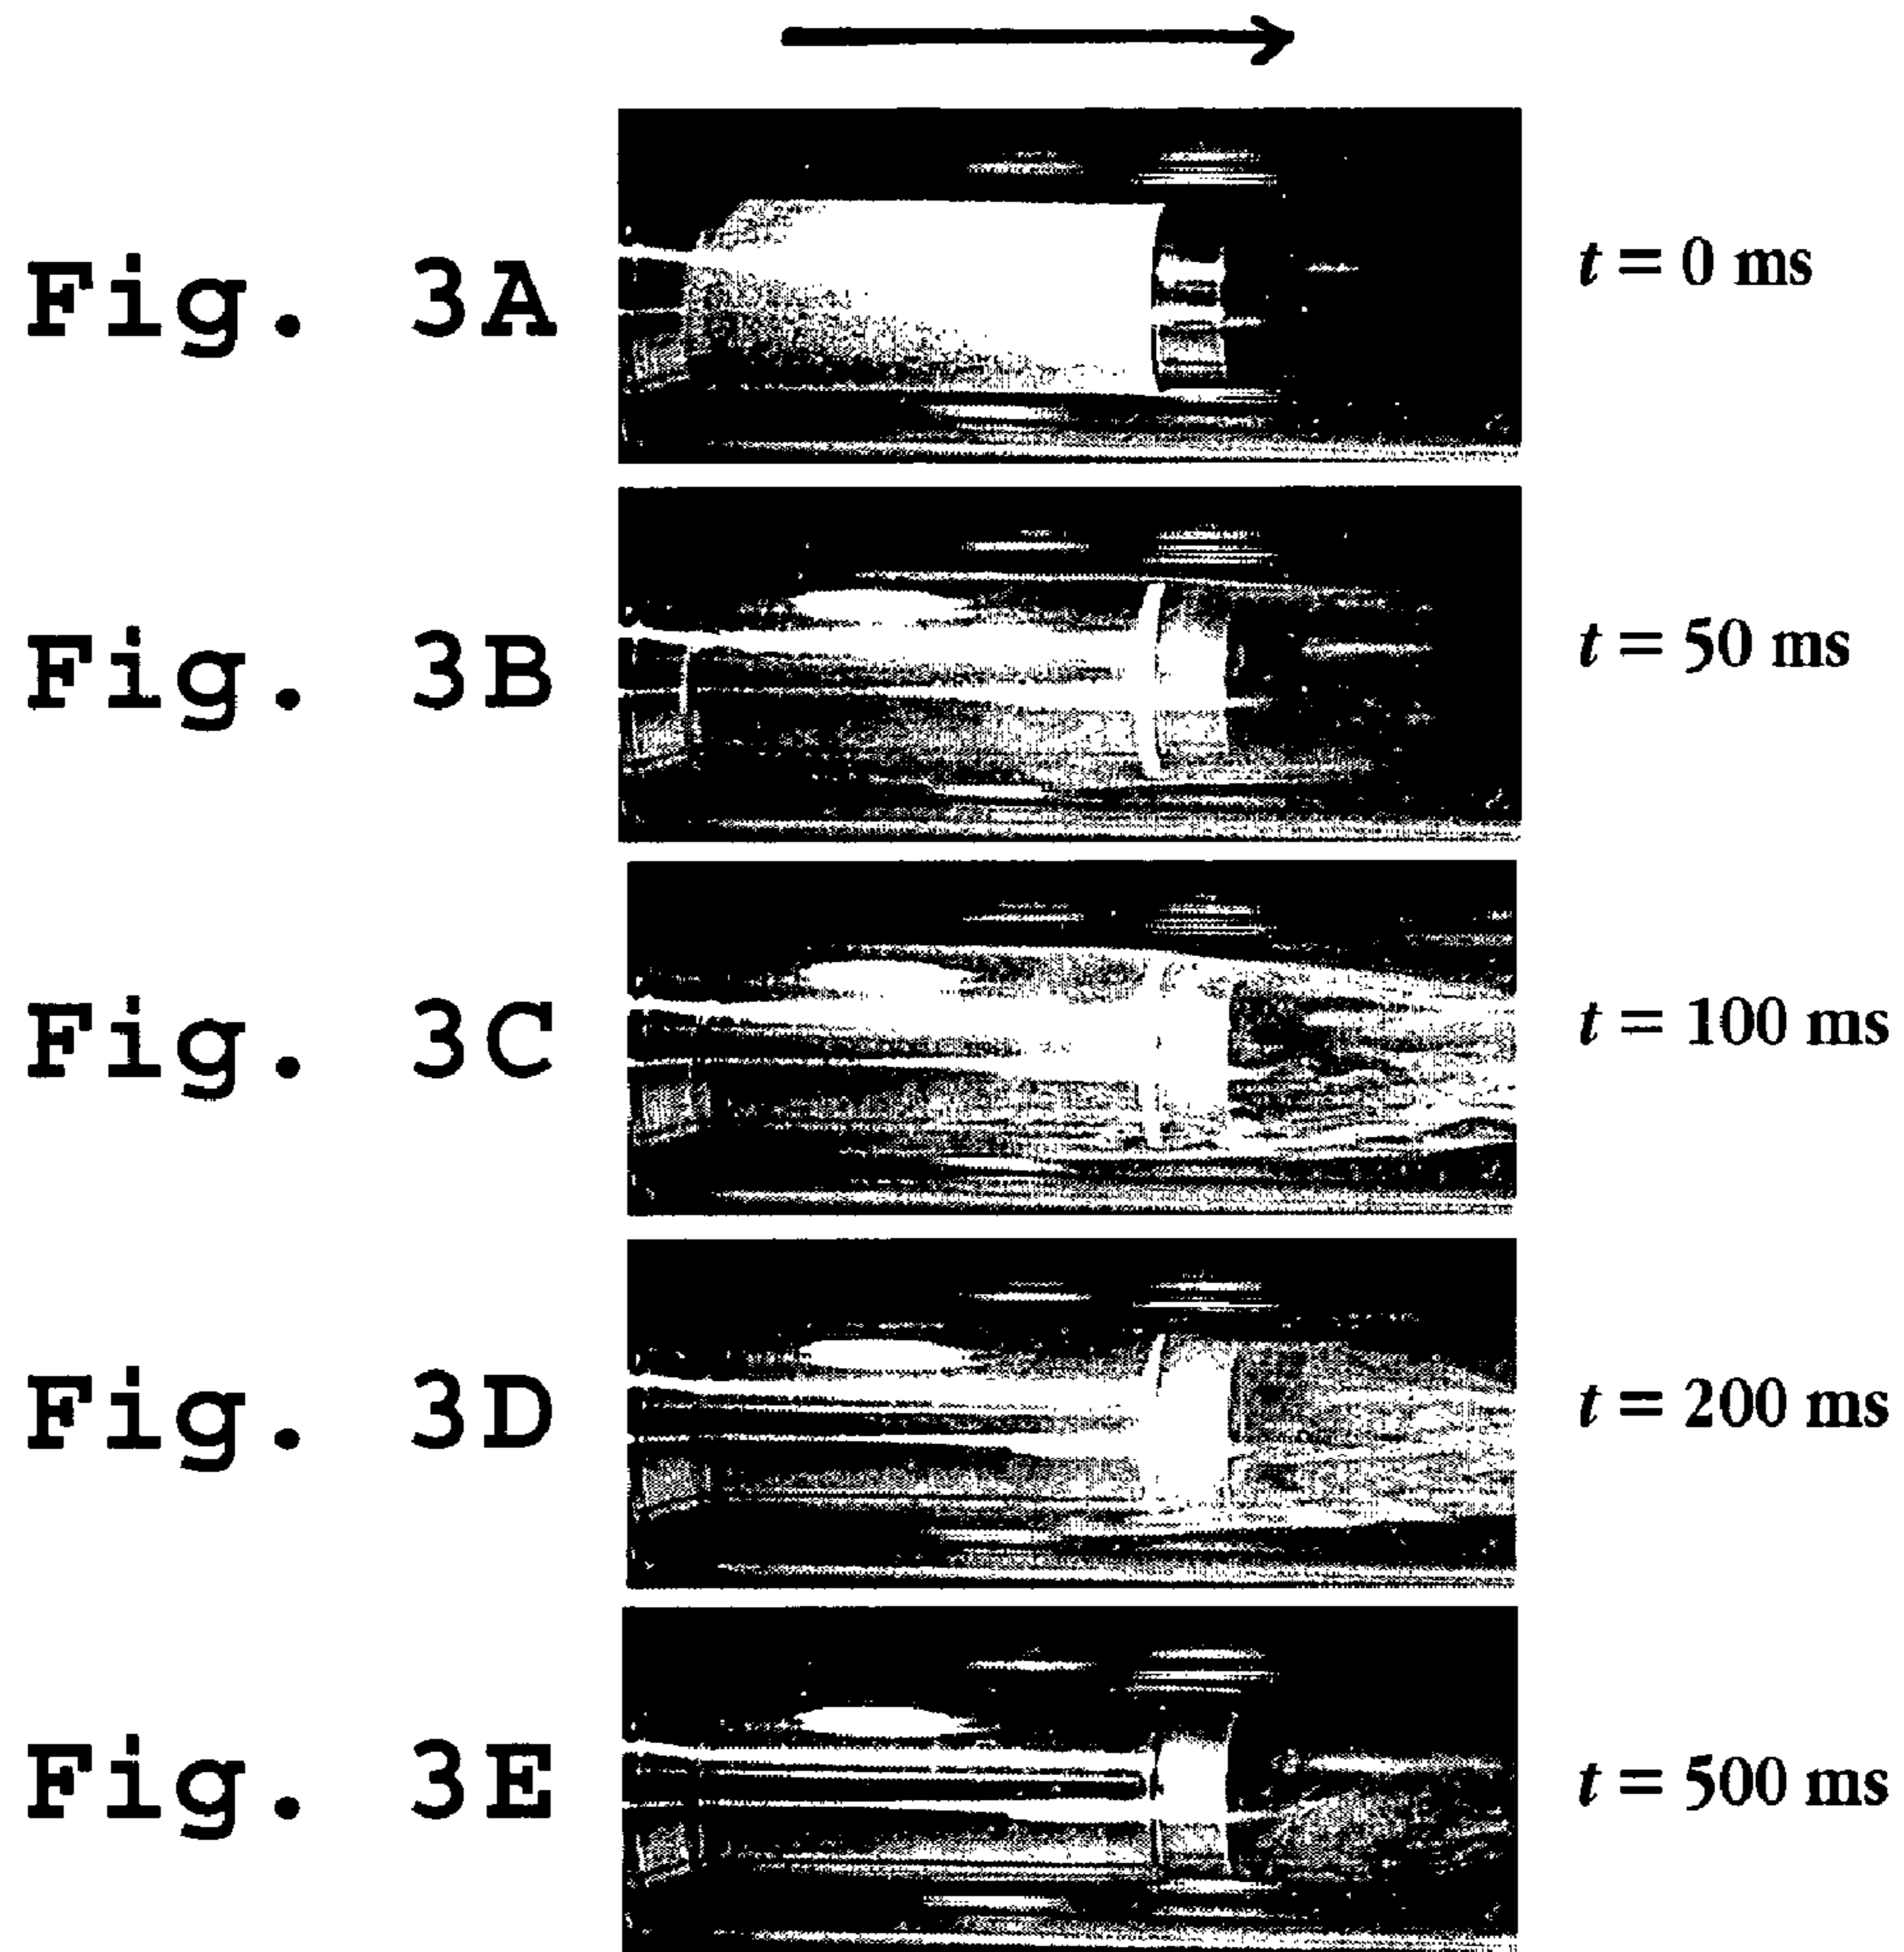 Fig. 3A
t = 0 ms
Fig. 3B
t = 50 ms
Fig. 3C
t = 100 ms
Fig. 3D
t = 200 ms
Fig. 3E
t = 500 ms